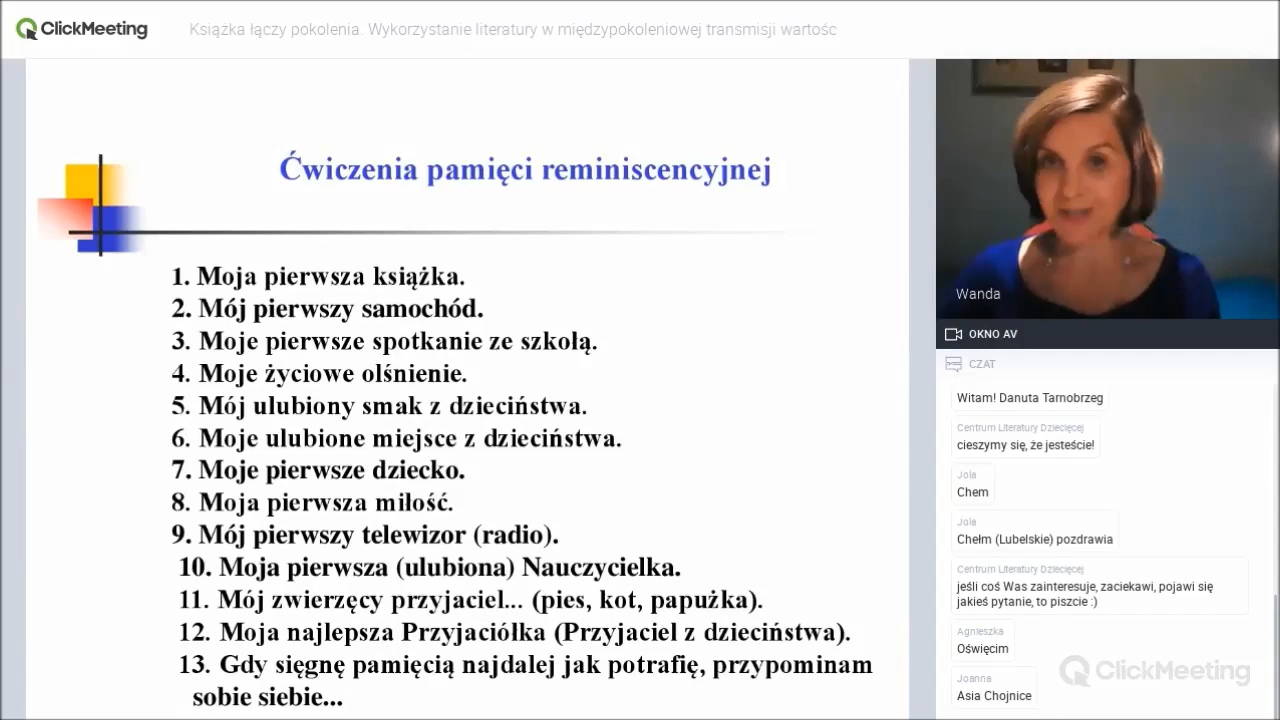 ClickMeeting
Książka łączy pokolenia. Wykorzystanie literatury w międzypokoleniowej transmisji wartośc
Ćwiczenia pamięci reminiscencyjnej
1. Moja pierwsza książka.
2. Mój pierwszy samochód.
3. Moje pierwsze spotkanie ze szkołą.
4. Moje życiowe olśnienie.
5. Mój ulubiony smak z dzieciństwa.
6. Moje ulubione miejsce z dzieciństwa.
7. Moje pierwsze dziecko.
8. Moja pierwsza miłość.
9. Mój pierwszy telewizor (radio).
10. Moja pierwsza (ulubiona) Nauczycielka.
11. Mój zwierzęcy przyjaciel... (pies, kot, papużka).
12. Moja najlepsza Przyjaciółka (Przyjaciel z dzieciństwa).
13. Gdy sięgnę pamięcią najdalej jak potrafię, przypominam
sobie siebie...
Wanda
OKNO AV
CZAT
Witam! Danuta Tarnobrzeg
Centrum Literatury Dziecięcej
cieszymy się, że jesteście!
Jola
Chem
Jola
Chełm (Lubelskie) pozdrawia
Centrum Literatury Dziecięcej
jeśli coś Was zainteresuje, zaciekawi, pojawi się
jakieś pytanie, to piszcie :)
Agnieszka
Oświęcim
Joanna
Asia Chojnice
ClickMeeting